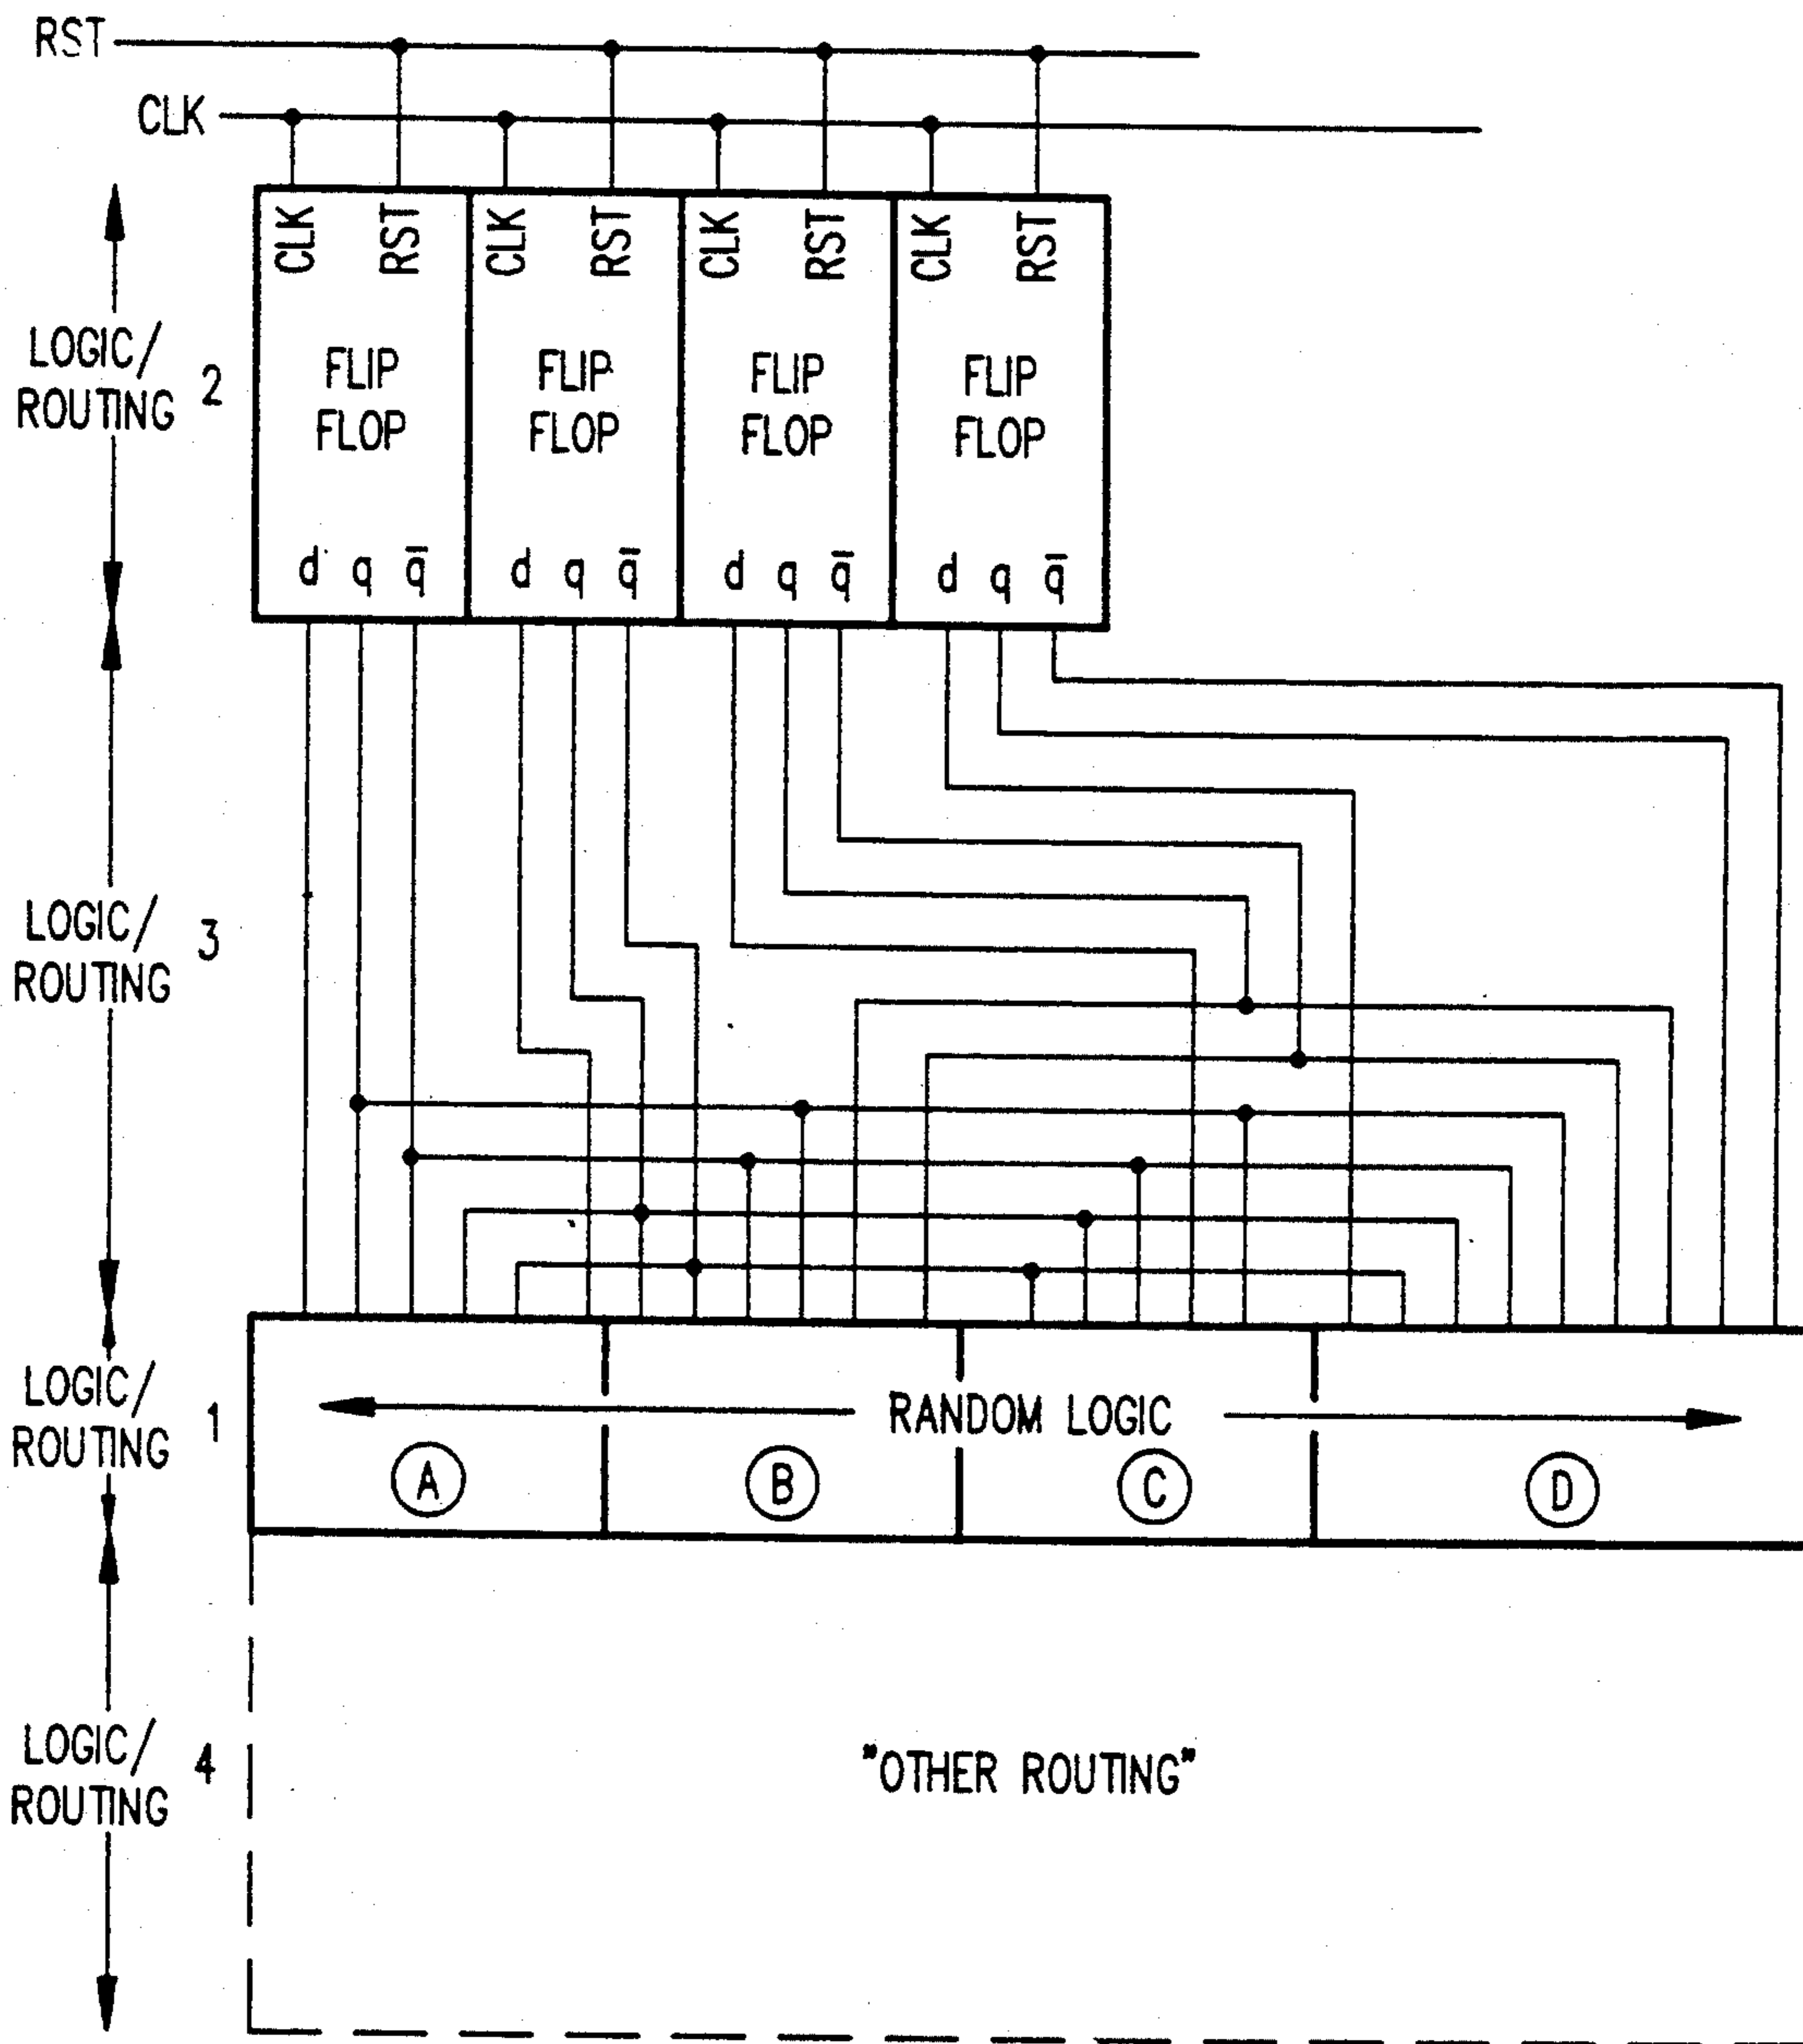 RST
CLK
CLK RST CLK RST CLK RST CLK RST
LOGIC/
ROUTING 2
FLIP
FLOP
FLIP
FLOP
FLIP
FLOP
FLIP
FLOP
d q q̅ d q q̅ d q q̅ d q q̅
LOGIC/
ROUTING 3
LOGIC/
ROUTING 1
RANDOM LOGIC
A B C D
LOGIC/
ROUTING 4
"OTHER ROUTING"